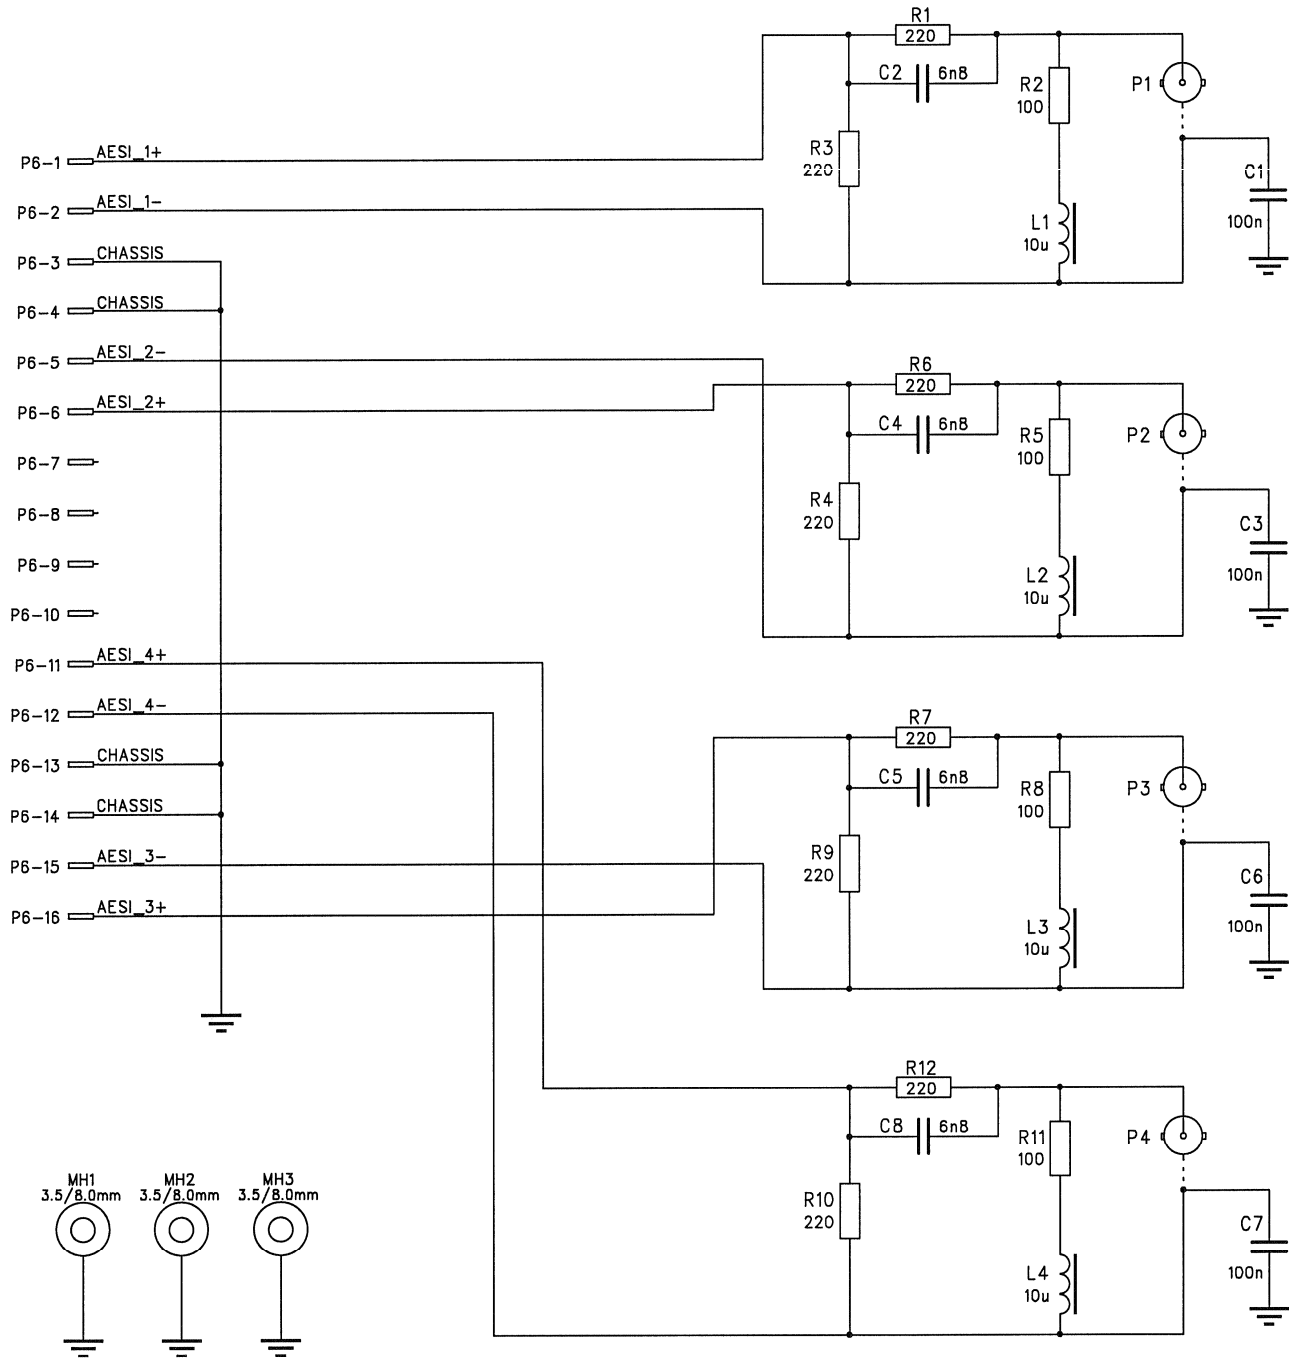 R1
220
C2 6n8
R2
100
P1
R3
220
C1
100n
L1
10u
P6-1 AESI_1+
P6-2 AESI_1-
P6-3 CHASSIS
P6-4 CHASSIS
P6-5 AESI_2-
P6-6 AESI_2+
P6-7
P6-8
P6-9
P6-10
P6-11 AESI_4+
P6-12 AESI_4-
P6-13 CHASSIS
P6-14 CHASSIS
P6-15 AESI_3-
P6-16 AESI_3+
R6
220
C4 6n8
R5
100
P2
R4
220
C3
100n
L2
10u
R7
220
C5 6n8
R8
100
P3
R9
220
C6
100n
L3
10u
R12
220
C8 6n8
R11
100
P4
R10
220
C7
100n
L4
10u
MH1
3.5/8.0mm
MH2
3.5/8.0mm
MH3
3.5/8.0mm